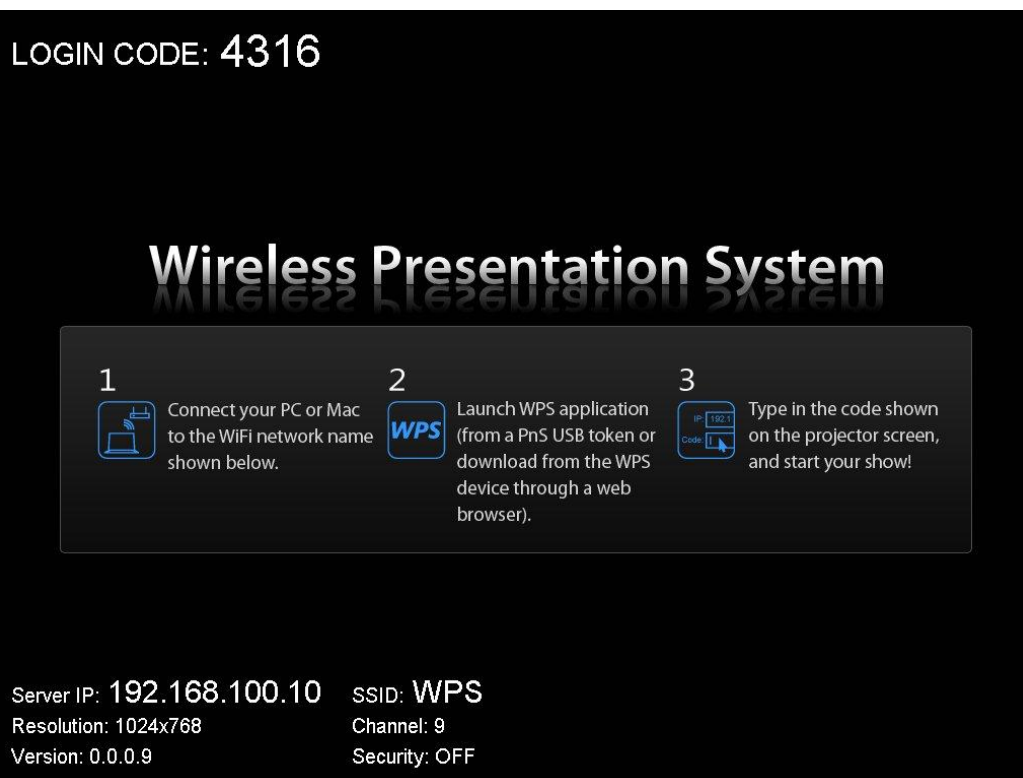 LOGIN CODE: 4316
Wireless Presentation System
1
Connect your PC or Mac
to the WiFi network name
shown below.
2
WPS
Launch WPS application
(from a PnS USB token or
download from the WPS
device through a web
browser).
3
IP: 192.1
Code:
Type in the code shown
on the projector screen,
and start your show!
Server IP: 192.168.100.10
Resolution: 1024x768
Version: 0.0.0.9
SSID: WPS
Channel: 9
Security: OFF